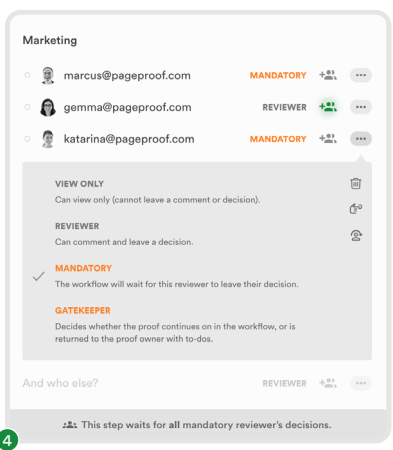 Marketing
marcus@pageproof.com MANDATORY
gemma@pageproof.com REVIEWER
katarina@pageproof.com MANDATORY
VIEW ONLY
Can view only (cannot leave a comment or decision).
REVIEWER
Can comment and leave a decision.
MANDATORY
The workflow will wait for this reviewer to leave their decision.
GATEKEEPER
Decides whether the proof continues on in the workflow, or is
returned to the proof owner with to-dos.
And who else? REVIEWER
This step waits for all mandatory reviewer's decisions.
4